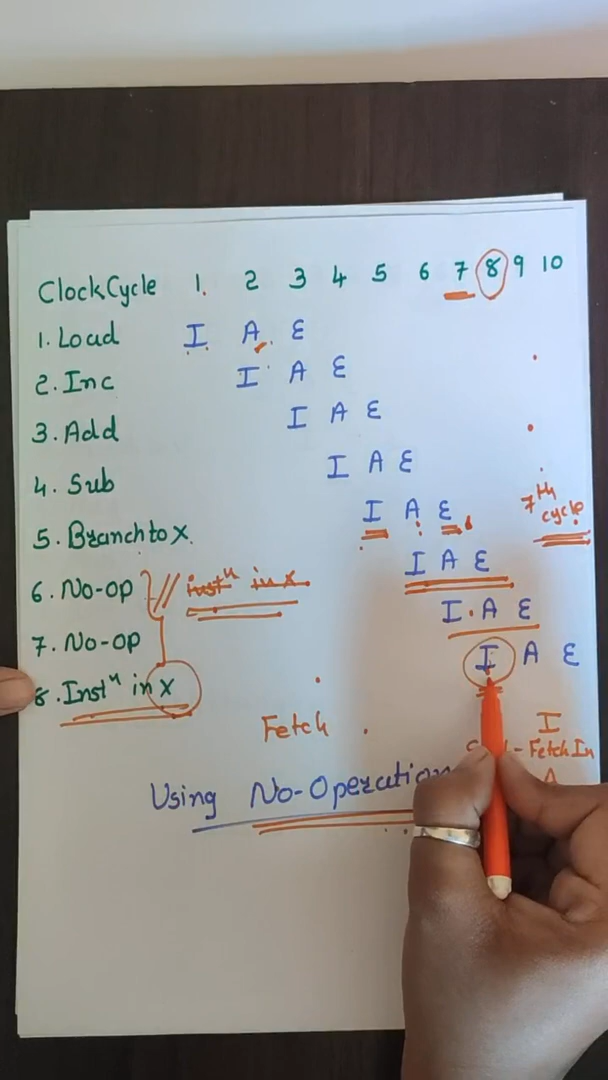 Clock Cycle 1. 2 3 4 5 6 7 8 9 10
1. Load I A E
2. Inc I A E
3. Add I A E
4. Sub I A E
5. Branch to X I A E 7th cycle
6. No-op inst^n in x I A E
7. No-op I A E
8. Inst^n in X I A E
Fetch I
- Fetch In
Using No-Operation A